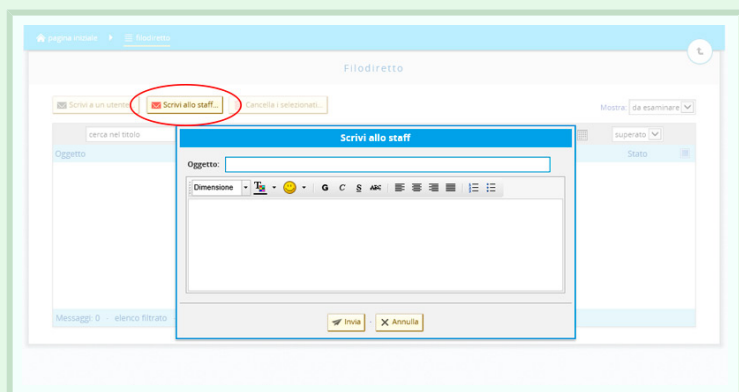 pagina iniziale Filodiretto
Filodiretto
Scrivi a un utente Scrivi allo staff... Cancella i selezionati...
Mostra: da esaminare
cerca nel titolo superato
Oggetto Stato
Scrivi allo staff
Oggetto:
Dimensione T G C S ABC
Invia - Annulla
Messaggi: 0 - elenco filtrato